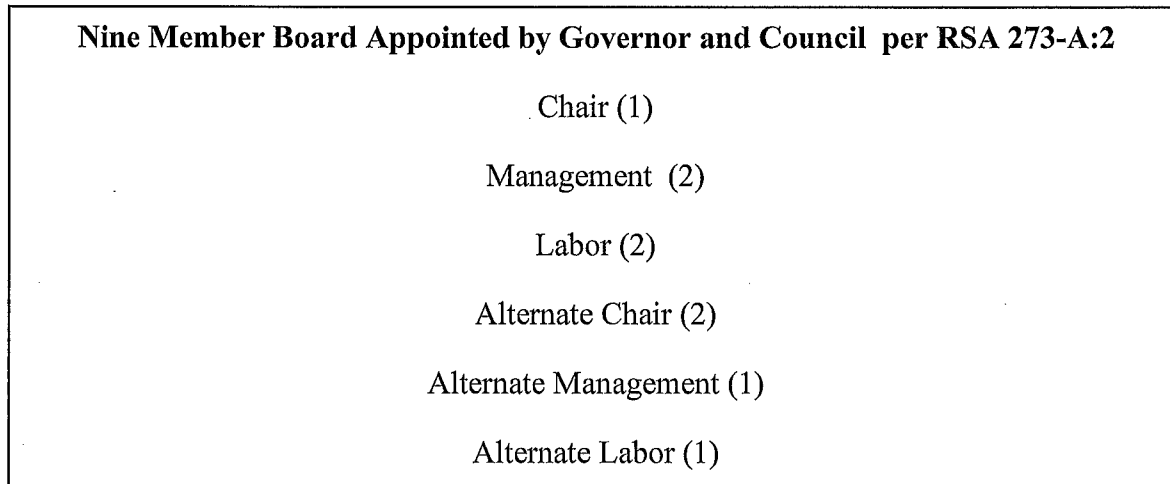 Nine Member Board Appointed by Governor and Council per RSA 273-A:2
Chair (1)
Management (2)
Labor (2)
Alternate Chair (2)
Alternate Management (1)
Alternate Labor (1)